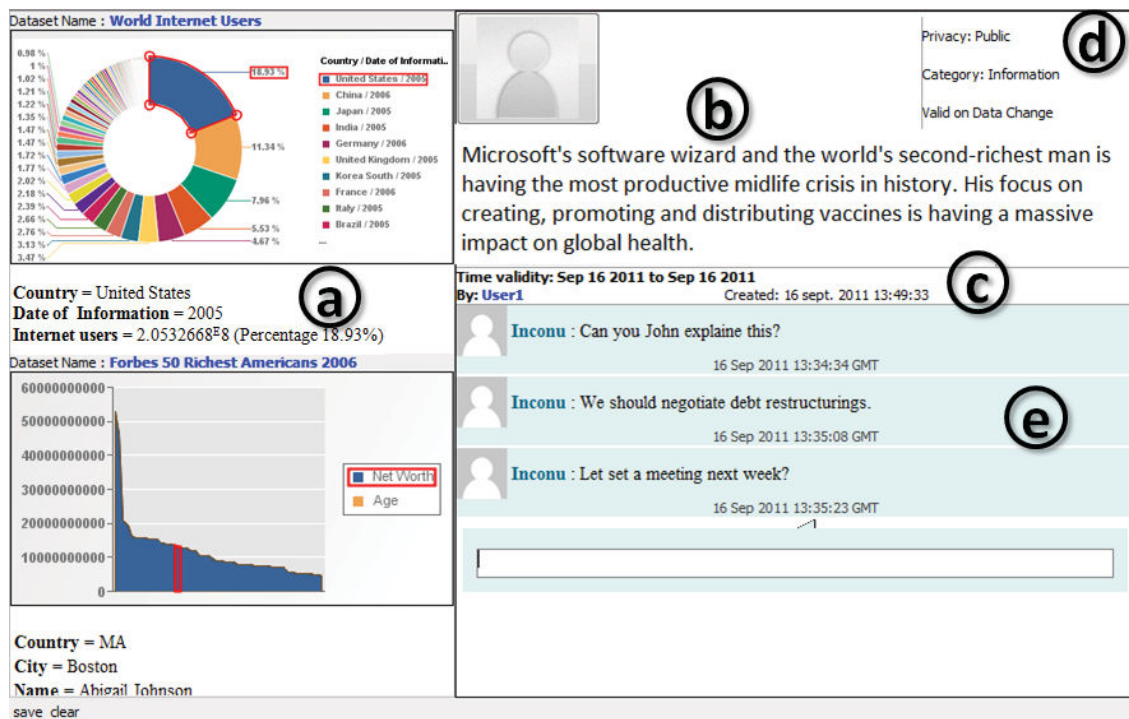 Dataset Name : World Internet Users
0.98 %
1 %
1.02 %
1.21 %
1.22 %
1.35 %
1.47 %
1.47 %
1.72 %
1.77 %
2.02 %
2.18 %
2.39 %
2.66 %
2.76 %
3.13 %
3.47 %
18.93 %
11.34 %
7.96 %
5.53 %
4.67 %
Country / Date of Informati..
United States / 2005
China / 2006
Japan / 2005
India / 2005
Germany / 2006
United Kingdom / 2005
Korea South / 2005
France / 2006
Italy / 2005
Brazil / 2005
...
a
Country = United States
Date of Information = 2005
Internet users = 2.0532668E8 (Percentage 18.93%)
Dataset Name : Forbes 50 Richest Americans 2006
60000000000
50000000000
40000000000
30000000000
20000000000
10000000000
0
Net Worth
Age
Country = MA
City = Boston
Name = Abigail Johnson
save clear
Privacy: Public
d
Category: Information
Valid on Data Change
b
Microsoft's software wizard and the world's second-richest man is
having the most productive midlife crisis in history. His focus on
creating, promoting and distributing vaccines is having a massive
impact on global health.
Time validity: Sep 16 2011 to Sep 16 2011
By: User1 Created: 16 sept. 2011 13:49:33
c
Inconu : Can you John explaine this?
16 Sep 2011 13:34:34 GMT
Inconu : We should negotiate debt restructurings.
16 Sep 2011 13:35:08 GMT
e
Inconu : Let set a meeting next week?
16 Sep 2011 13:35:23 GMT